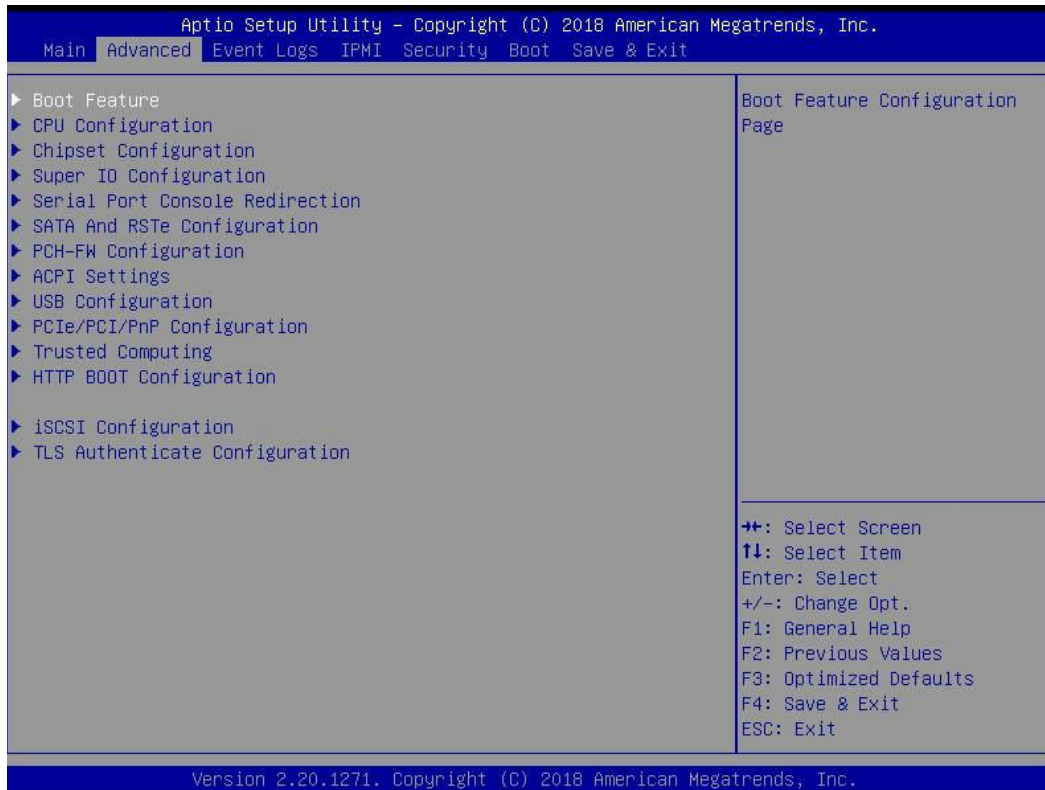 Aptio Setup Utility – Copyright (C) 2018 American Megatrends, Inc.
Main Advanced Event Logs IPMI Security Boot Save & Exit
Boot Feature
CPU Configuration
Chipset Configuration
Super IO Configuration
Serial Port Console Redirection
SATA And RSTe Configuration
PCH-FW Configuration
ACPI Settings
USB Configuration
PCIe/PCI/PnP Configuration
Trusted Computing
HTTP BOOT Configuration
iSCSI Configuration
TLS Authenticate Configuration
Boot Feature Configuration
Page
→←: Select Screen
↑↓: Select Item
Enter: Select
+/-: Change Opt.
F1: General Help
F2: Previous Values
F3: Optimized Defaults
F4: Save & Exit
ESC: Exit
Version 2.20.1271. Copyright (C) 2018 American Megatrends, Inc.